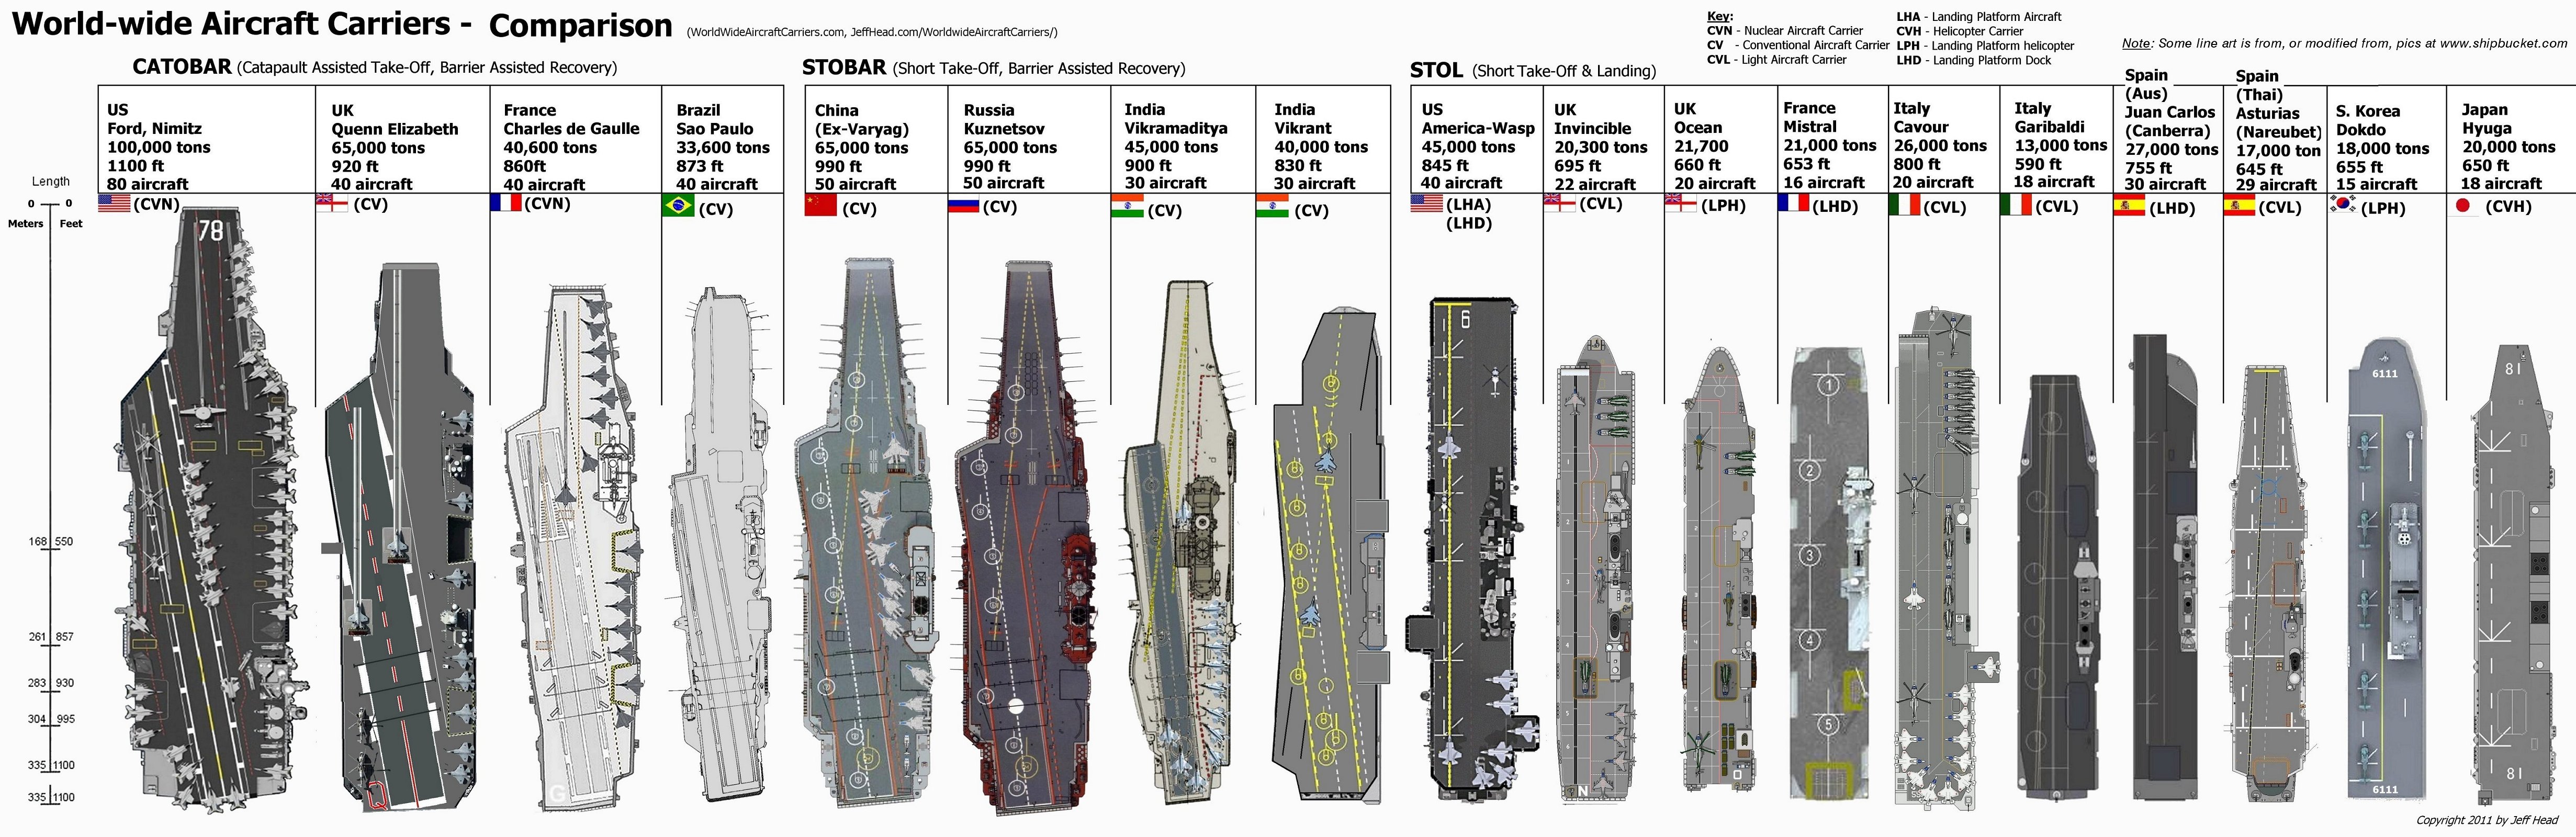 World-wide Aircraft Carriers - Comparison (WorldWideAircraftCarriers.com, JeffHead.com/WorldwideAircraftCarriers/)
Key:
CVN - Nuclear Aircraft Carrier
CV - Conventional Aircraft Carrier
CVL - Light Aircraft Carrier
LHA - Landing Platform Aircraft
CVH - Helicopter Carrier
LPH - Landing Platform helicopter
LHD - Landing Platform Dock
Note: Some line art is from, or modified from, pics at www.shipbucket.com
CATOBAR (Catapault Assisted Take-Off, Barrier Assisted Recovery)
STOBAR (Short Take-Off, Barrier Assisted Recovery)
STOL (Short Take-Off & Landing)
US
Ford, Nimitz
100,000 tons
1100 ft
80 aircraft
(CVN)
UK
Quenn Elizabeth
65,000 tons
920 ft
40 aircraft
(CV)
France
Charles de Gaulle
40,600 tons
860ft
40 aircraft
(CVN)
Brazil
Sao Paulo
33,600 tons
873 ft
40 aircraft
(CV)
China
(Ex-Varyag)
65,000 tons
990 ft
50 aircraft
(CV)
Russia
Kuznetsov
65,000 tons
990 ft
50 aircraft
(CV)
India
Vikramaditya
45,000 tons
900 ft
30 aircraft
(CV)
India
Vikrant
40,000 tons
830 ft
30 aircraft
(CV)
US
America-Wasp
45,000 tons
845 ft
40 aircraft
(LHA)
(LHD)
UK
Invincible
20,300 tons
695 ft
22 aircraft
(CVL)
UK
Ocean
21,700
660 ft
20 aircraft
(LPH)
France
Mistral
21,000 tons
653 ft
16 aircraft
(LHD)
Italy
Cavour
26,000 tons
800 ft
20 aircraft
(CVL)
Italy
Garibaldi
13,000 tons
590 ft
18 aircraft
(CVL)
Spain
(Aus)
Juan Carlos
(Canberra)
27,000 tons
755 ft
30 aircraft
(LHD)
Spain
(Thai)
Asturias
(Nareubet)
17,000 ton
645 ft
29 aircraft
(CVL)
S. Korea
Dokdo
18,000 tons
655 ft
15 aircraft
(LPH)
Japan
Hyuga
20,000 tons
650 ft
18 aircraft
(CVH)
Length
0 0
Meters Feet
168 550
261 857
283 930
304 995
335 1100
335 1100
78
Q
G
6
N
1
2
3
4
5
6111
6111
81
81
Copyright 2011 by Jeff Head